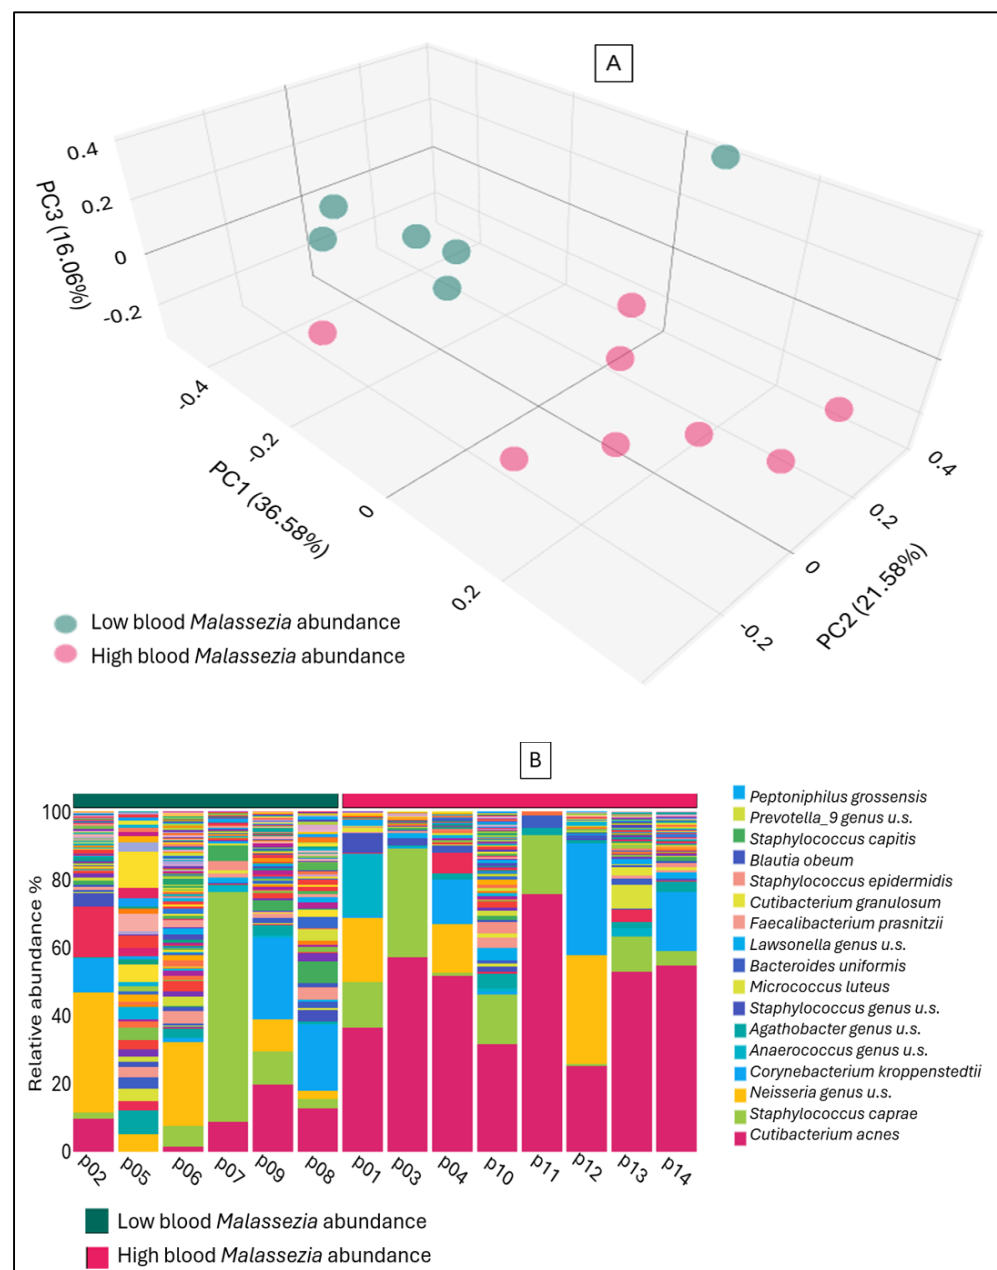 A
0.4
0.2
0
-0.2
PC3 (16.06%)
-0.4
-0.2
0
0.2
PC1 (36.58%)
0.4
0.2
0
-0.2
PC2 (21.58%)
Low blood Malassezia abundance
High blood Malassezia abundance
B
100
80
60
40
20
0
Relative abundance %
p02 p05 p06 p07 p09 p08 p01 p03 p04 p10 p11 p12 p13 p14
Peptoniphilus grossensis
Prevotella_9 genus u.s.
Staphylococcus capitis
Blautia obeum
Staphylococcus epidermidis
Cutibacterium granulosum
Faecalibacterium prasnitzii
Lawsonella genus u.s.
Bacteroides uniformis
Micrococcus luteus
Staphylococcus genus u.s.
Agathobacter genus u.s.
Anaerococcus genus u.s.
Corynebacterium kroppenstedtii
Neisseria genus u.s.
Staphylococcus caprae
Cutibacterium acnes
Low blood Malassezia abundance
High blood Malassezia abundance